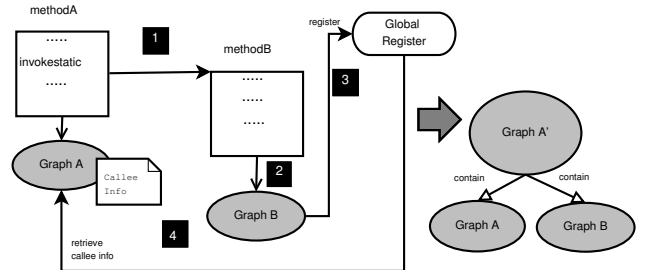 methodA
.....
invokestatic
.....
1
methodB
.....
....
.....
register
Global
Register
3
Graph A
Callee
Info
2
Graph B
4
retrieve
callee info
Graph A'
contain
contain
Graph A
Graph B